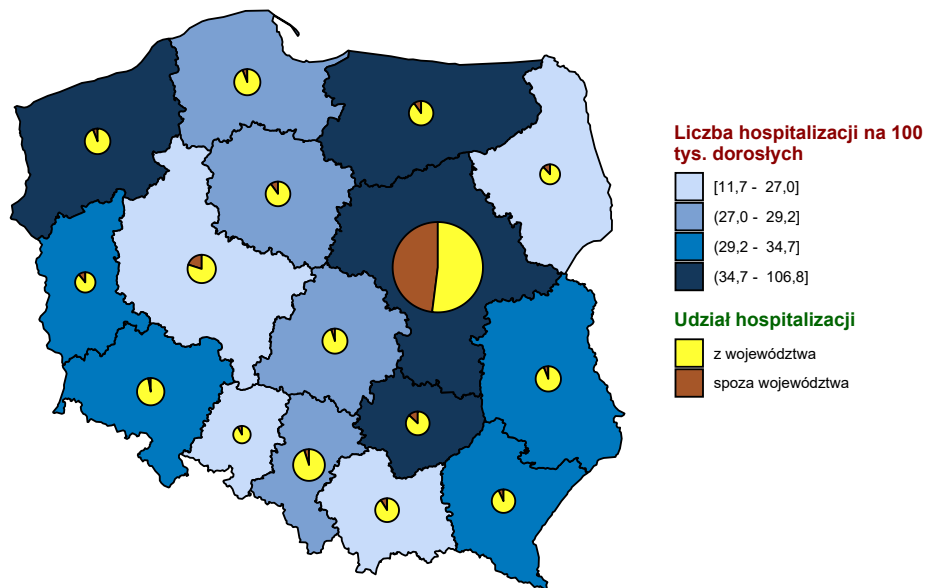 Liczba hospitalizacji na 100
tys. dorosłych
[11,7 - 27,0]
(27,0 - 29,2]
(29,2 - 34,7]
(34,7 - 106,8]
Udział hospitalizacji
z województwa
spoza województwa